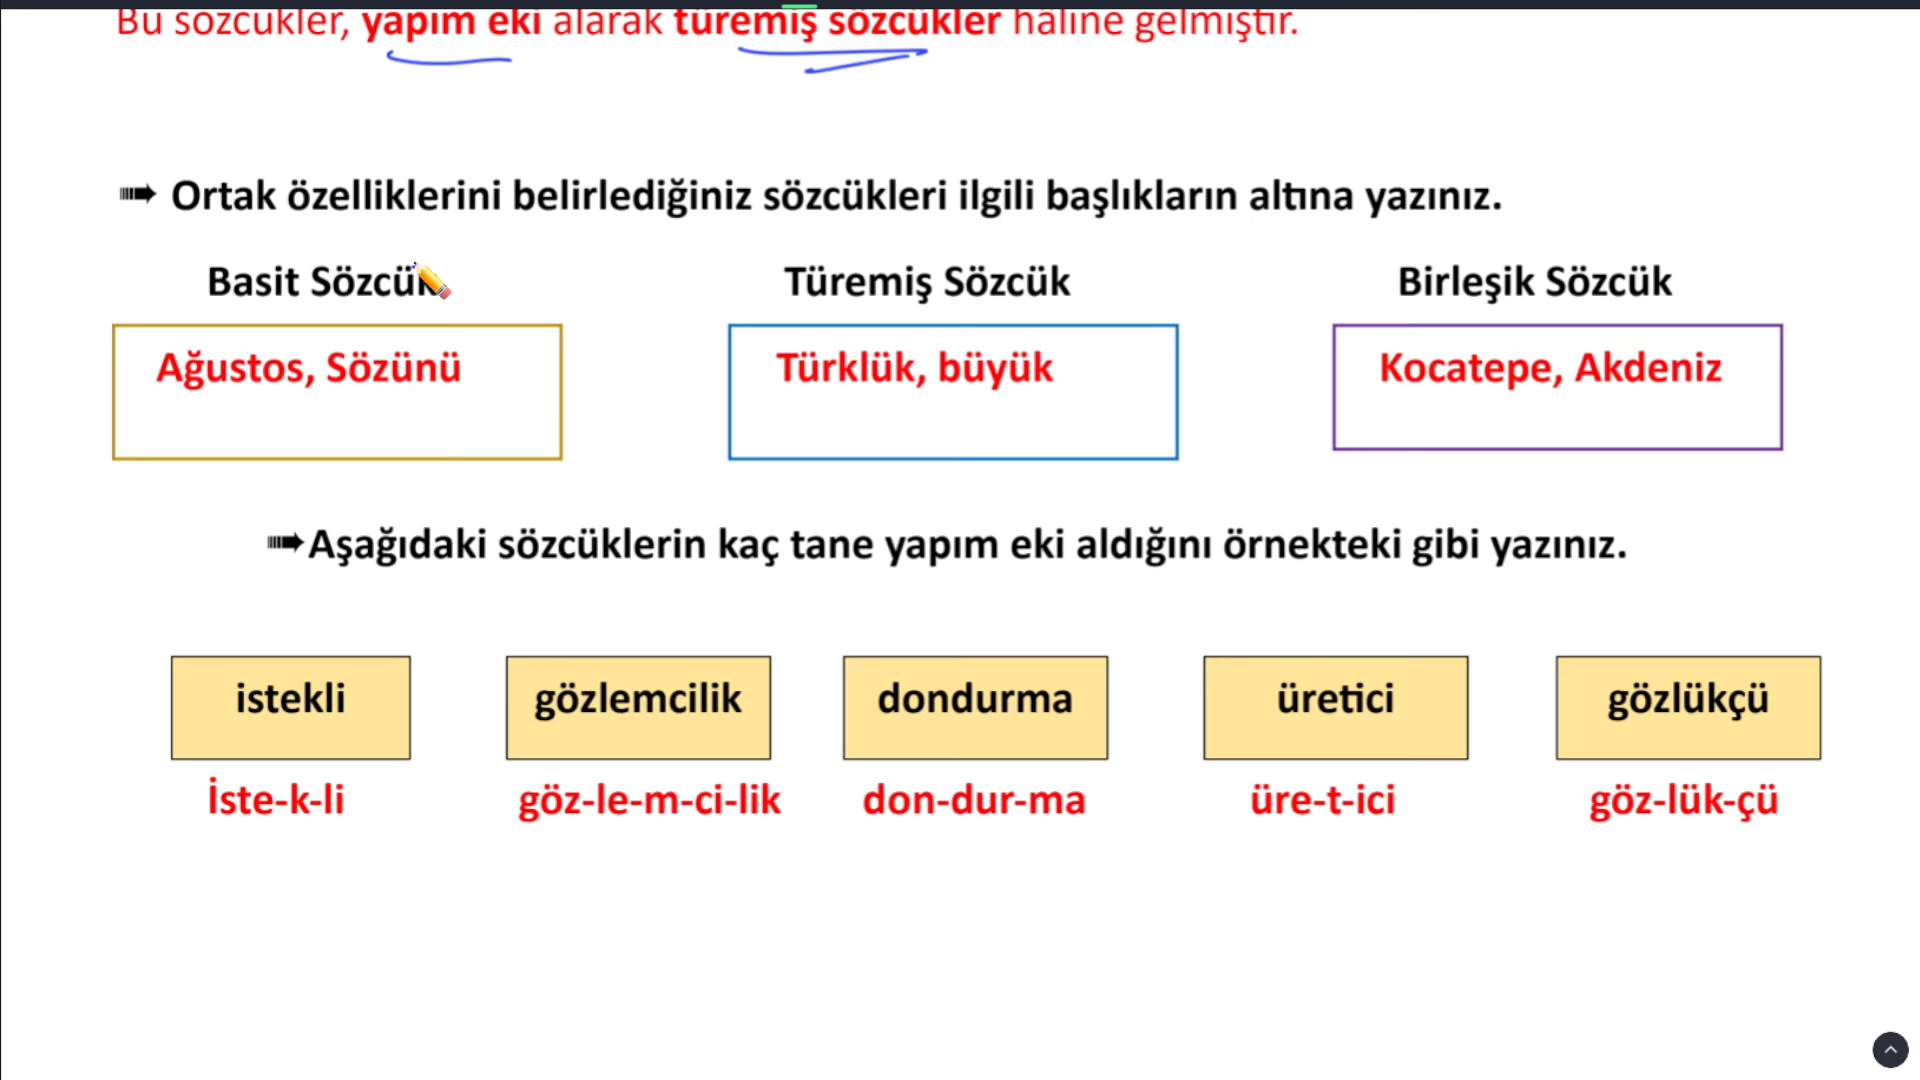 Bu sözcükler, yapım eki alarak türemiş sözcükler haline gelmiştir.
➠ Ortak özelliklerini belirlediğiniz sözcükleri ilgili başlıkların altına yazınız.
Basit Sözcük Türemiş Sözcük Birleşik Sözcük
Ağustos, Sözünü Türklük, büyük Kocatepe, Akdeniz
➠Aşağıdaki sözcüklerin kaç tane yapım eki aldığını örnekteki gibi yazınız.
istekli gözlemcilik dondurma üretici gözlükçü
İste-k-li göz-le-m-ci-lik don-dur-ma üre-t-ici göz-lük-çü